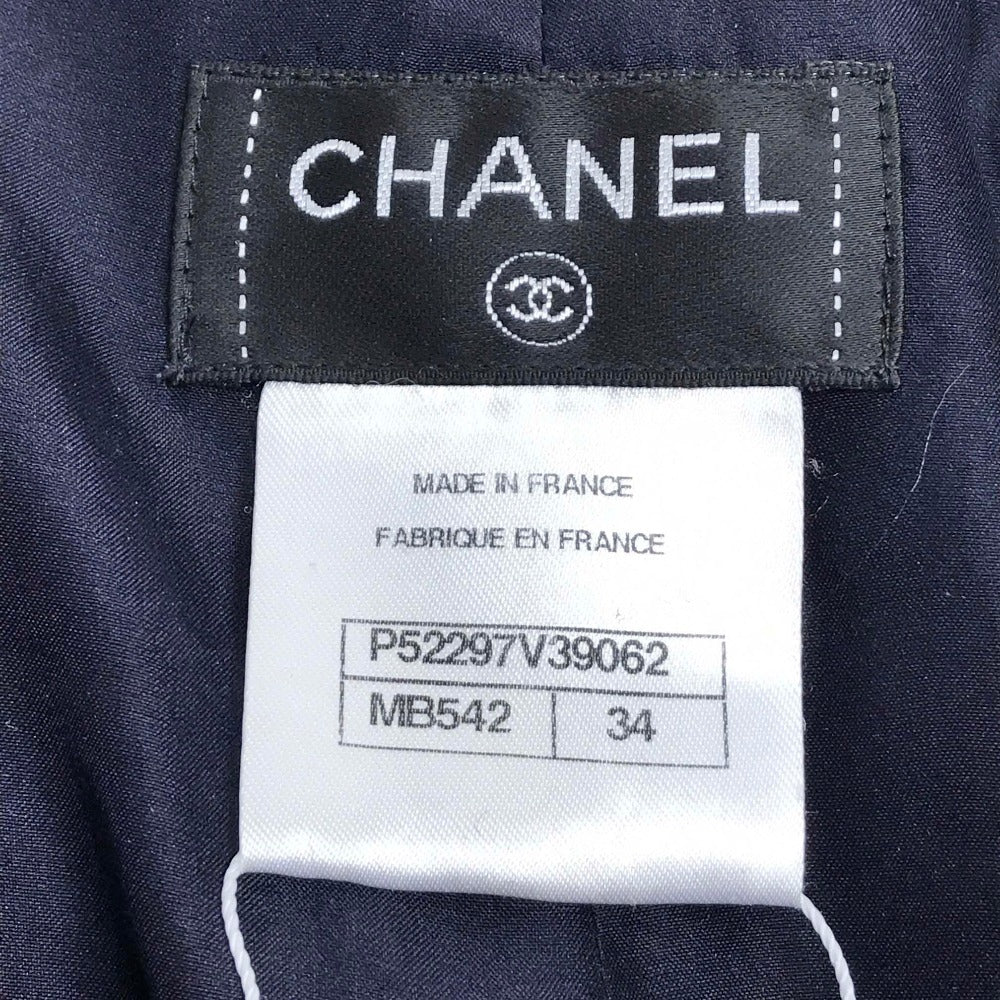 CHANEL
MADE IN FRANCE
FABRIQUE EN FRANCE
P52297V39062
MB542 34